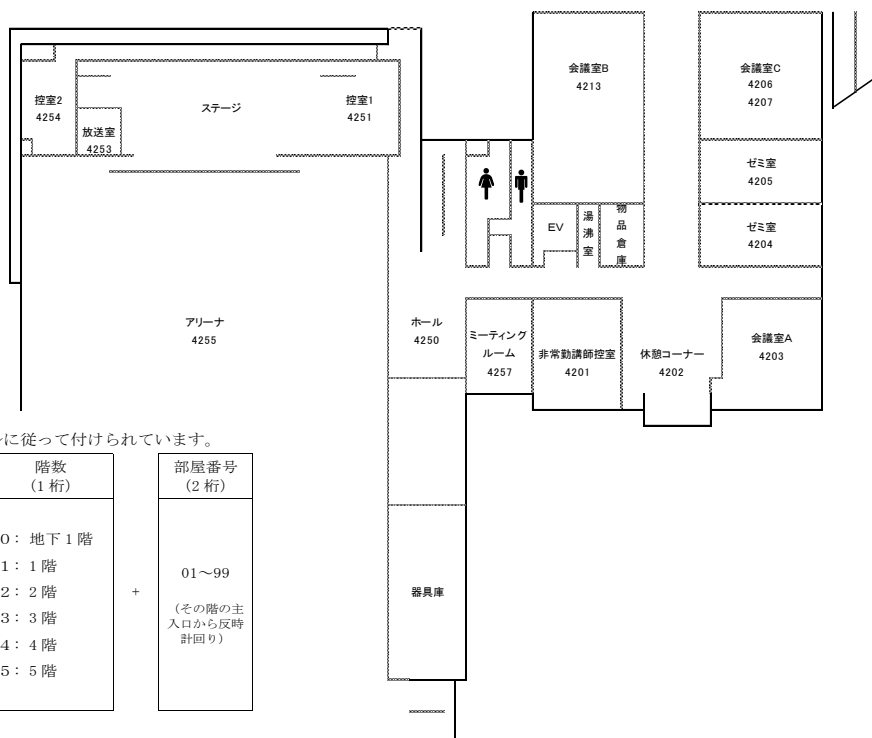 会議室B
4213
会議室C
4206
4207
控室2
4254
ステージ
控室1
4251
放送室
4253
ゼミ室
4205
ゼミ室
4204
EV
湯沸室
物品倉庫
アリーナ
4255
ホール
4250
ミーティング
ルーム
4257
非常勤講師控室
4201
休憩コーナー
4202
会議室A
4203
に従って付けられています。
階数
(1 桁)
0： 地下 1 階
1： 1 階
2： 2 階
3： 3 階
4： 4 階
5： 5 階
+
部屋番号
(2 桁)
01〜99
(その階の主
入口から反時
計回り)
器具庫